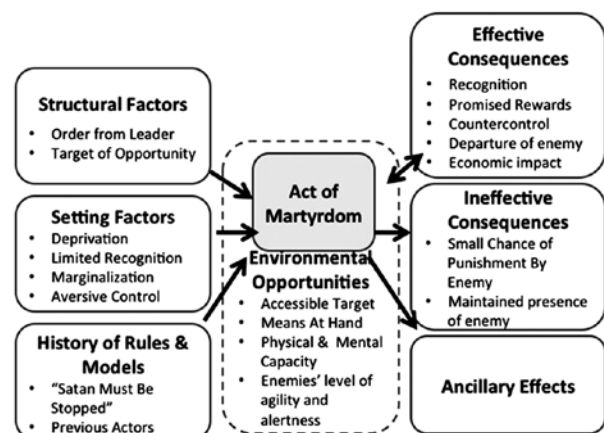 Structural Factors
• Order from Leader
• Target of Opportunity
Setting Factors
• Deprivation
• Limited Recognition
• Marginalization
• Aversive Control
History of Rules &
Models
• “Satan Must Be
Stopped”
• Previous Actors
Act of
Martyrdom
Environmental
Opportunities
• Accessible Target
• Means At Hand
• Physical & Mental
Capacity
• Enemies’ level of
agility and
alertness
Effective
Consequences
• Recognition
• Promised Rewards
• Countercontrol
• Departure of enemy
• Economic impact
Ineffective
Consequences
• Small Chance of
Punishment By
Enemy
• Maintained presence
of enemy
Ancillary Effects